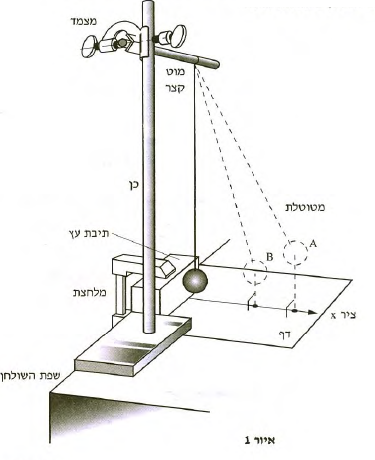 מצמד
מוט
קצר
כן
מטוטלת
A
B
תיבת עץ
מלחצת
ציר x
דף
שפת השולחן
איור 1